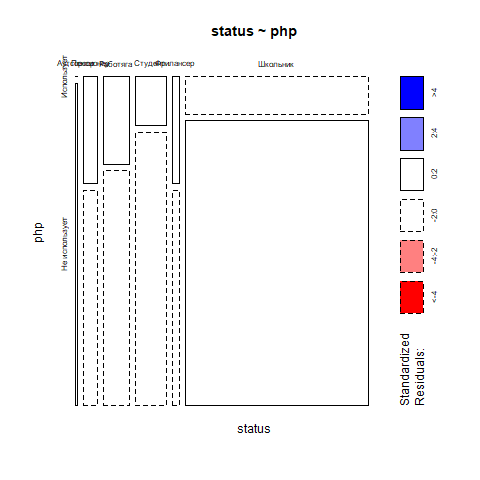 status ~ php
Работяга
Студент
Фрилансер
Школьник
Использует
Не использует
php
status
Standardized
Residuals:
<-4
-4:-2
-2:0
0:2
2:4
>4